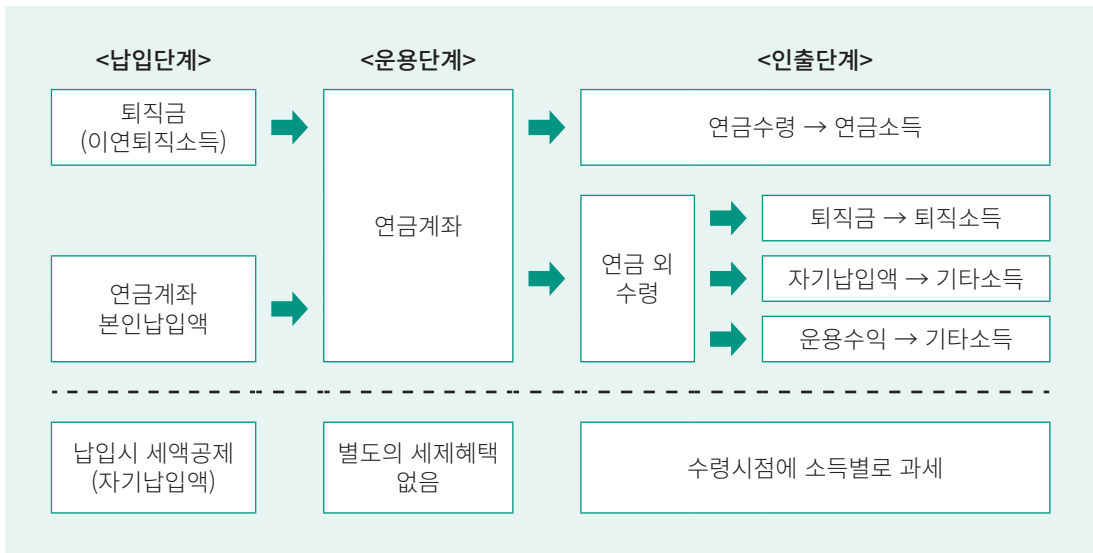 <납입단계>
<운용단계>
<인출단계>
퇴직금
(이연퇴직소득)
연금계좌
본인납입액
연금계좌
연금수령 → 연금소득
연금 외
수령
퇴직금 → 퇴직소득
자기납입액 → 기타소득
운용수익 → 기타소득
납입시 세액공제
(자기납입액)
별도의 세제혜택
없음
수령시점에 소득별로 과세